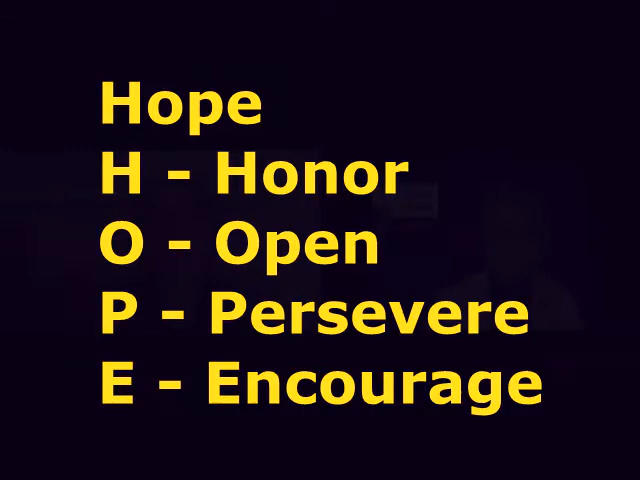 Hope
H - Honor
O - Open
P - Persevere
E - Encourage